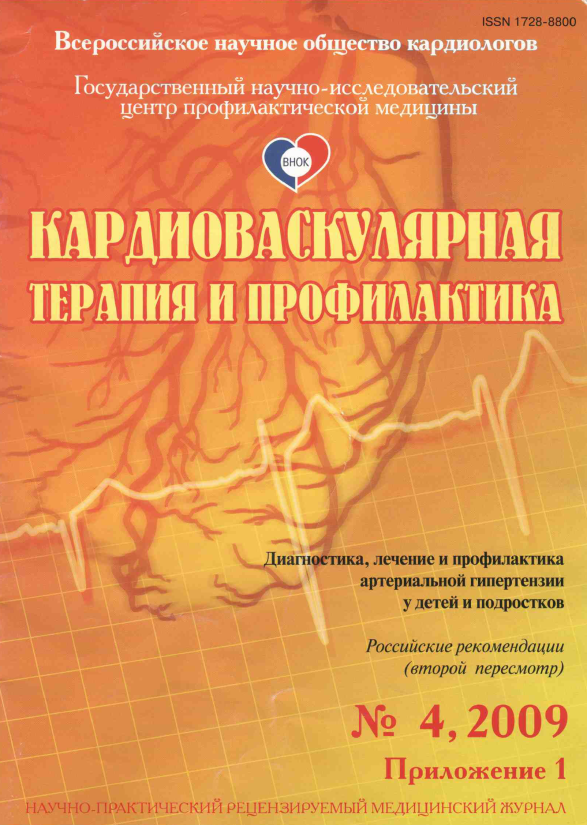 ISSN 1728-8800
Всероссийское научное общество кардиологов
Государственный научно-исследовательский
центр профилактической медицины
ВНОК
КАРДИОВАСКУЛЯРНАЯ
ТЕРАПИЯ И ПРОФИЛАКТИКА
Диагностика, лечение и профилактика
артериальной гипертензии
у детей и подростков
Российские рекомендации
(второй пересмотр)
№ 4, 2009
Приложение 1
НАУЧНО-ПРАКТИЧЕСКИЙ РЕЦЕНЗИРУЕМЫЙ МЕДИЦИНСКИЙ ЖУРНАЛ